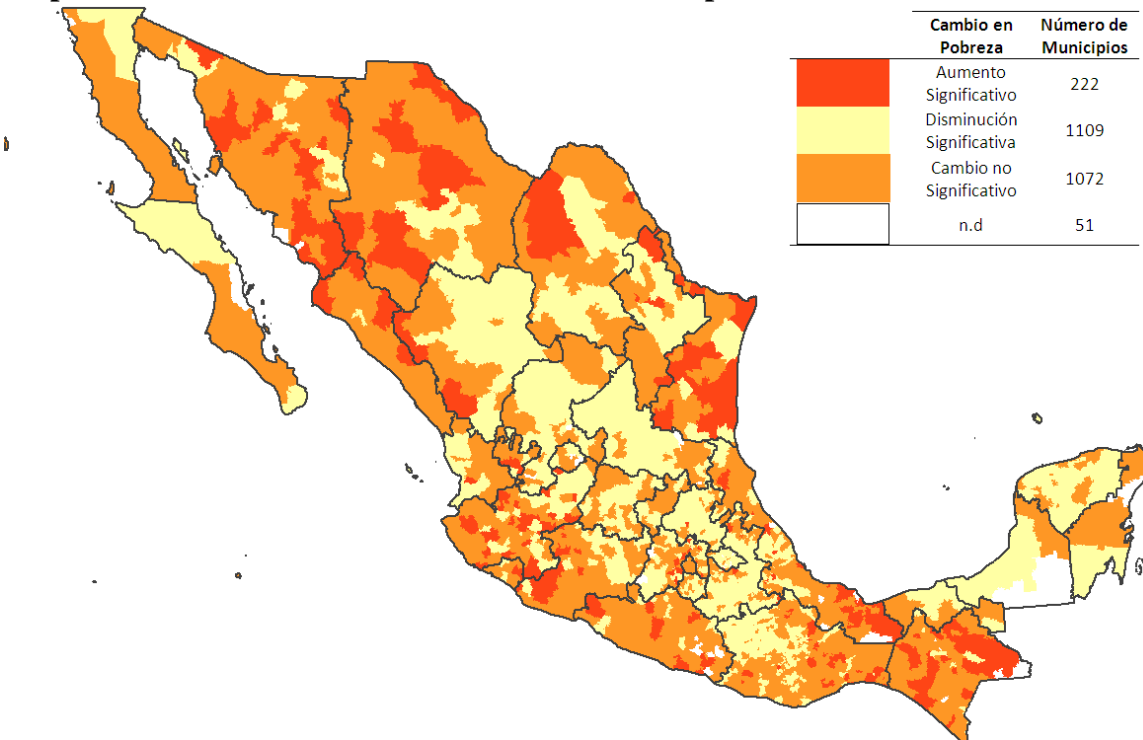 Cambio en Pobreza
Número de Municipios
Aumento Significativo
222
Disminución Significativa
1109
Cambio no Significativo
1072
n.d
51